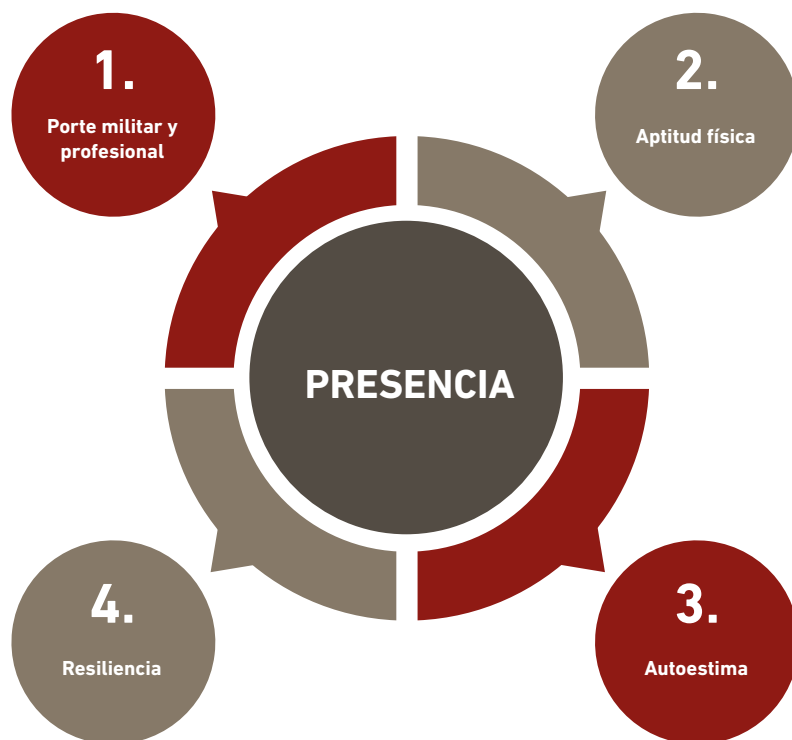 1.
Porte militar y
profesional
2.
Aptitud física
PRESENCIA
3.
Autoestima
4.
Resiliencia